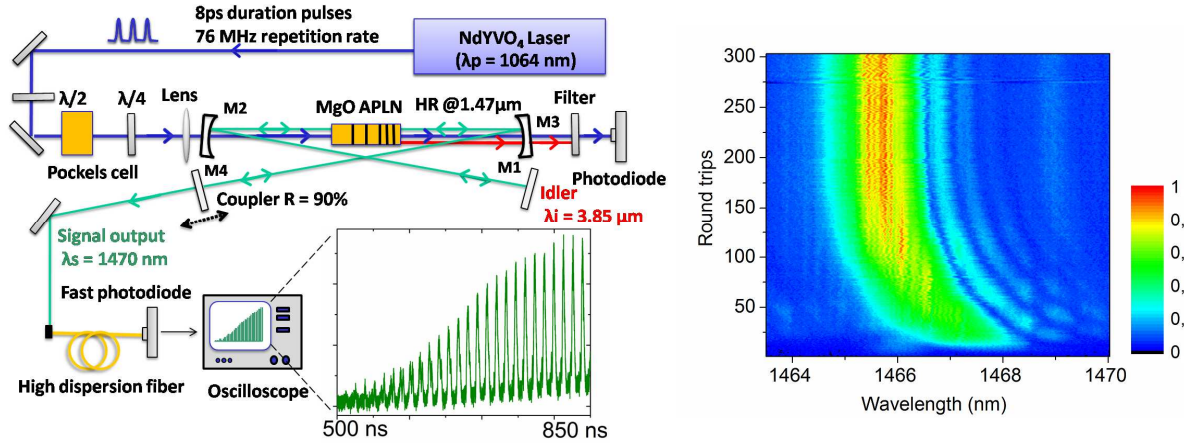 8ps duration pulses
76 MHz repetition rate
NdYVO4 Laser
(λp = 1064 nm)
λ/2
λ/4
Lens
M2
MgO APLN
HR @1.47μm
M3
Filter
Pockels cell
M4
M1
Photodiode
Coupler R = 90%
Idler
λi = 3.85 μm
Signal output
λs = 1470 nm
Fast photodiode
High dispersion fiber
Oscilloscope
500 ns
850 ns
Round trips
300
250
200
150
100
50
1464
1466
1468
1470
Wavelength (nm)
1
0,
0,
0,
0,
0